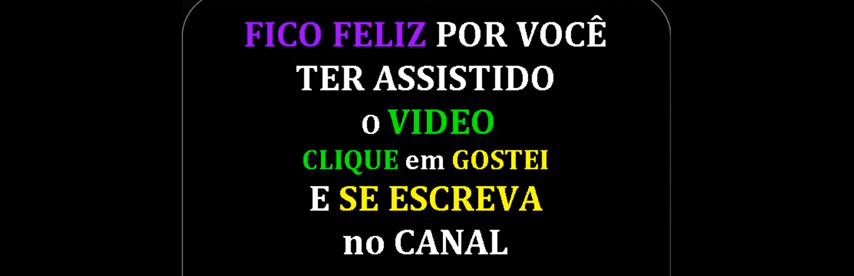 FICO FELIZ POR VOCÊ
TER ASSISTIDO
O VIDEO
CLIQUE em GOSTEI
E SE ESCREVA
no CANAL